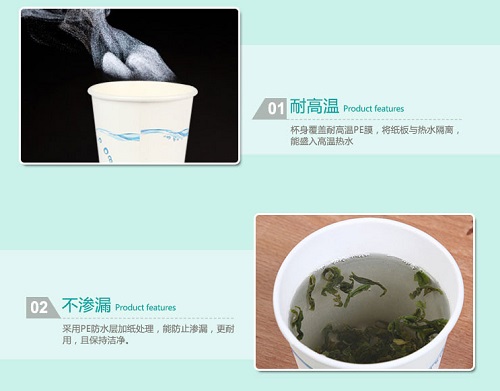 01 耐高温 Product features
杯身覆盖耐高温PE膜，将纸板与热水隔离，
能盛入高温热水
02 不渗漏 Product features
采用PE防水层加纸处理，能防止渗漏，更耐
用，且保持洁净。